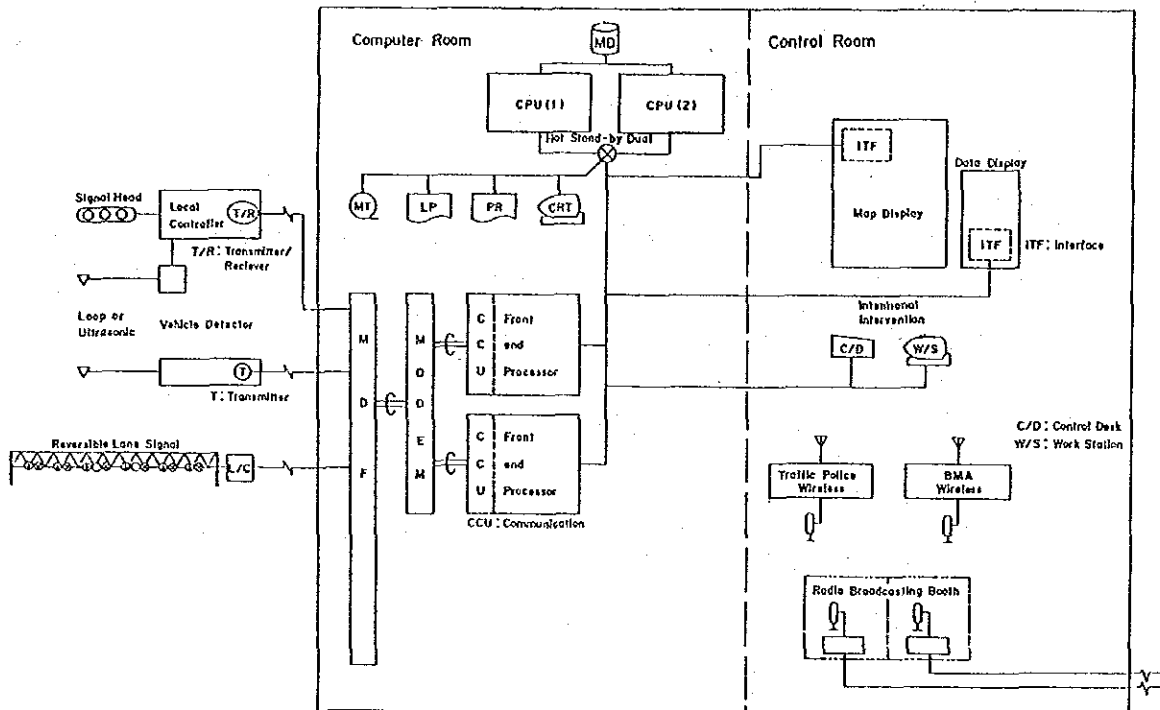 Computer Room
Control Room
MD
CPU(1)
CPU(2)
Hot Stand-by Dual
ITF
Data Display
Map Display
ITF
ITF: Interface
MT
LP
PR
CRT
Signal Head
Local
Controller
T/R
T/R: Transmitter/
Reciever
Loop or
Ultrasonic
Vehicle Detector
T
T: Transmitter
Reversible Lane Signal
L/C
M
D
F
M
O
D
E
M
C Front
C end
U Processor
C Front
C end
U Processor
CCU: Communication
Intentional
Intervention
C/D
W/S
C/D: Control Desk
W/S: Work Station
Traffic Police
Wireless
BMA
Wireless
Radio Broadcasting Booth